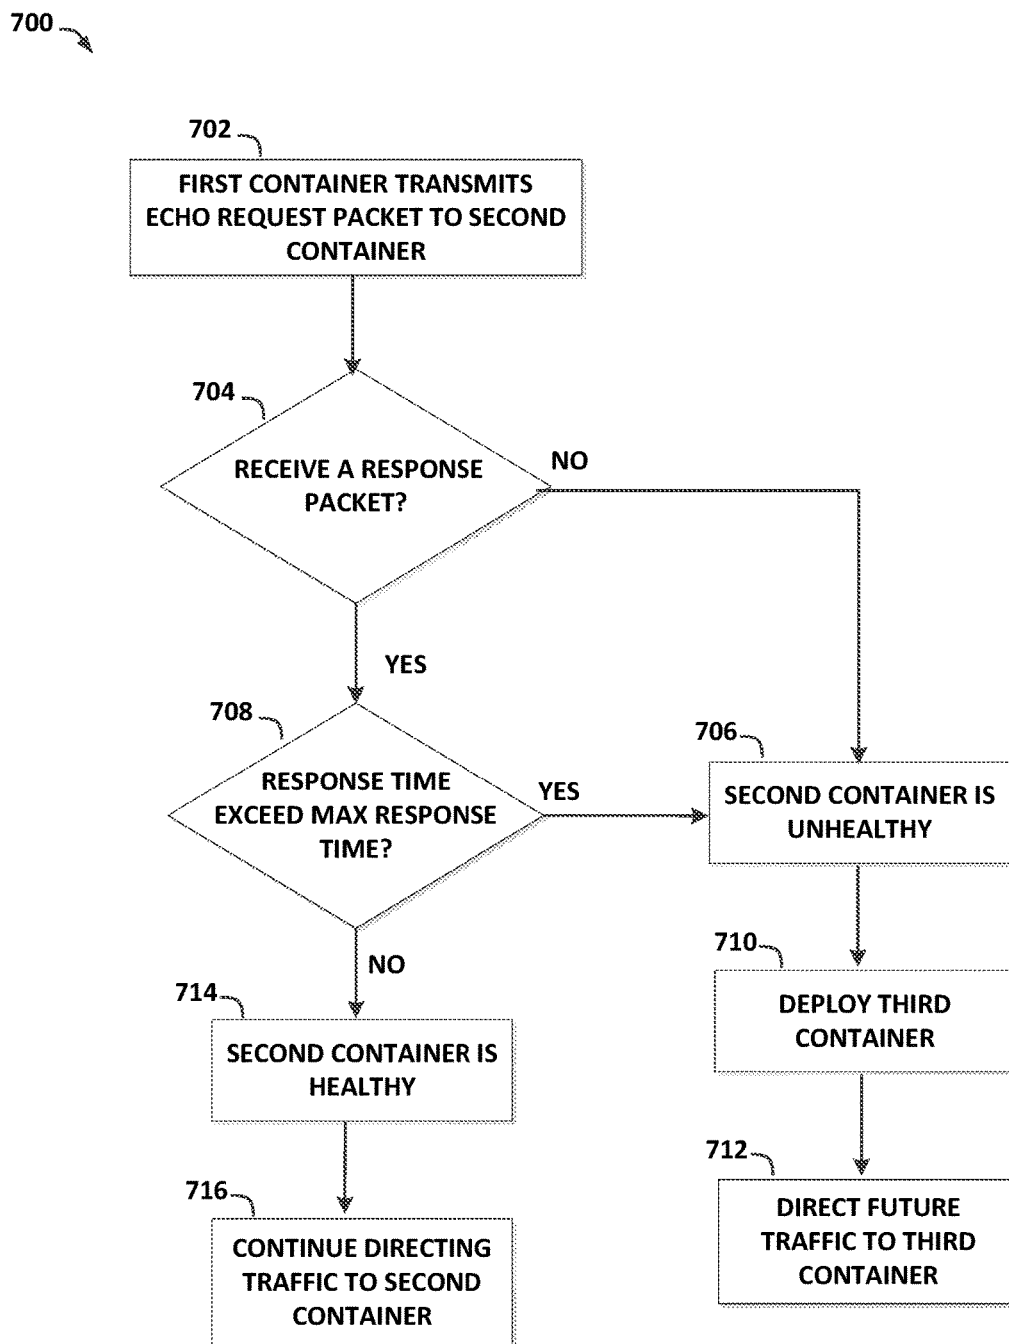 700
702
FIRST CONTAINER TRANSMITS
ECHO REQUEST PACKET TO SECOND
CONTAINER
704
RECEIVE A RESPONSE
PACKET?
NO
YES
708
RESPONSE TIME
EXCEED MAX RESPONSE
TIME?
YES
706
SECOND CONTAINER IS
UNHEALTHY
NO
710
DEPLOY THIRD
CONTAINER
714
SECOND CONTAINER IS
HEALTHY
712
DIRECT FUTURE
TRAFFIC TO THIRD
CONTAINER
716
CONTINUE DIRECTING
TRAFFIC TO SECOND
CONTAINER